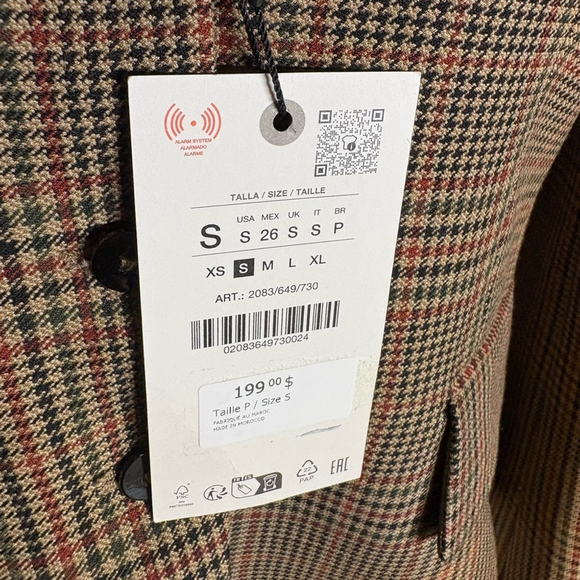 ALARM SYSTEM
ALARMADO
ALARME
TALLA / SIZE / TAILLE
USA MEX UK IT BR
S S 26 S S P
XS S M L XL
ART.: 2083/649/730
02083649730024
199 00 $
Taille P / Size S
FABRIQUÉ AU MAROC
MADE IN MOROCCO
FSC
22
PAP
EAC